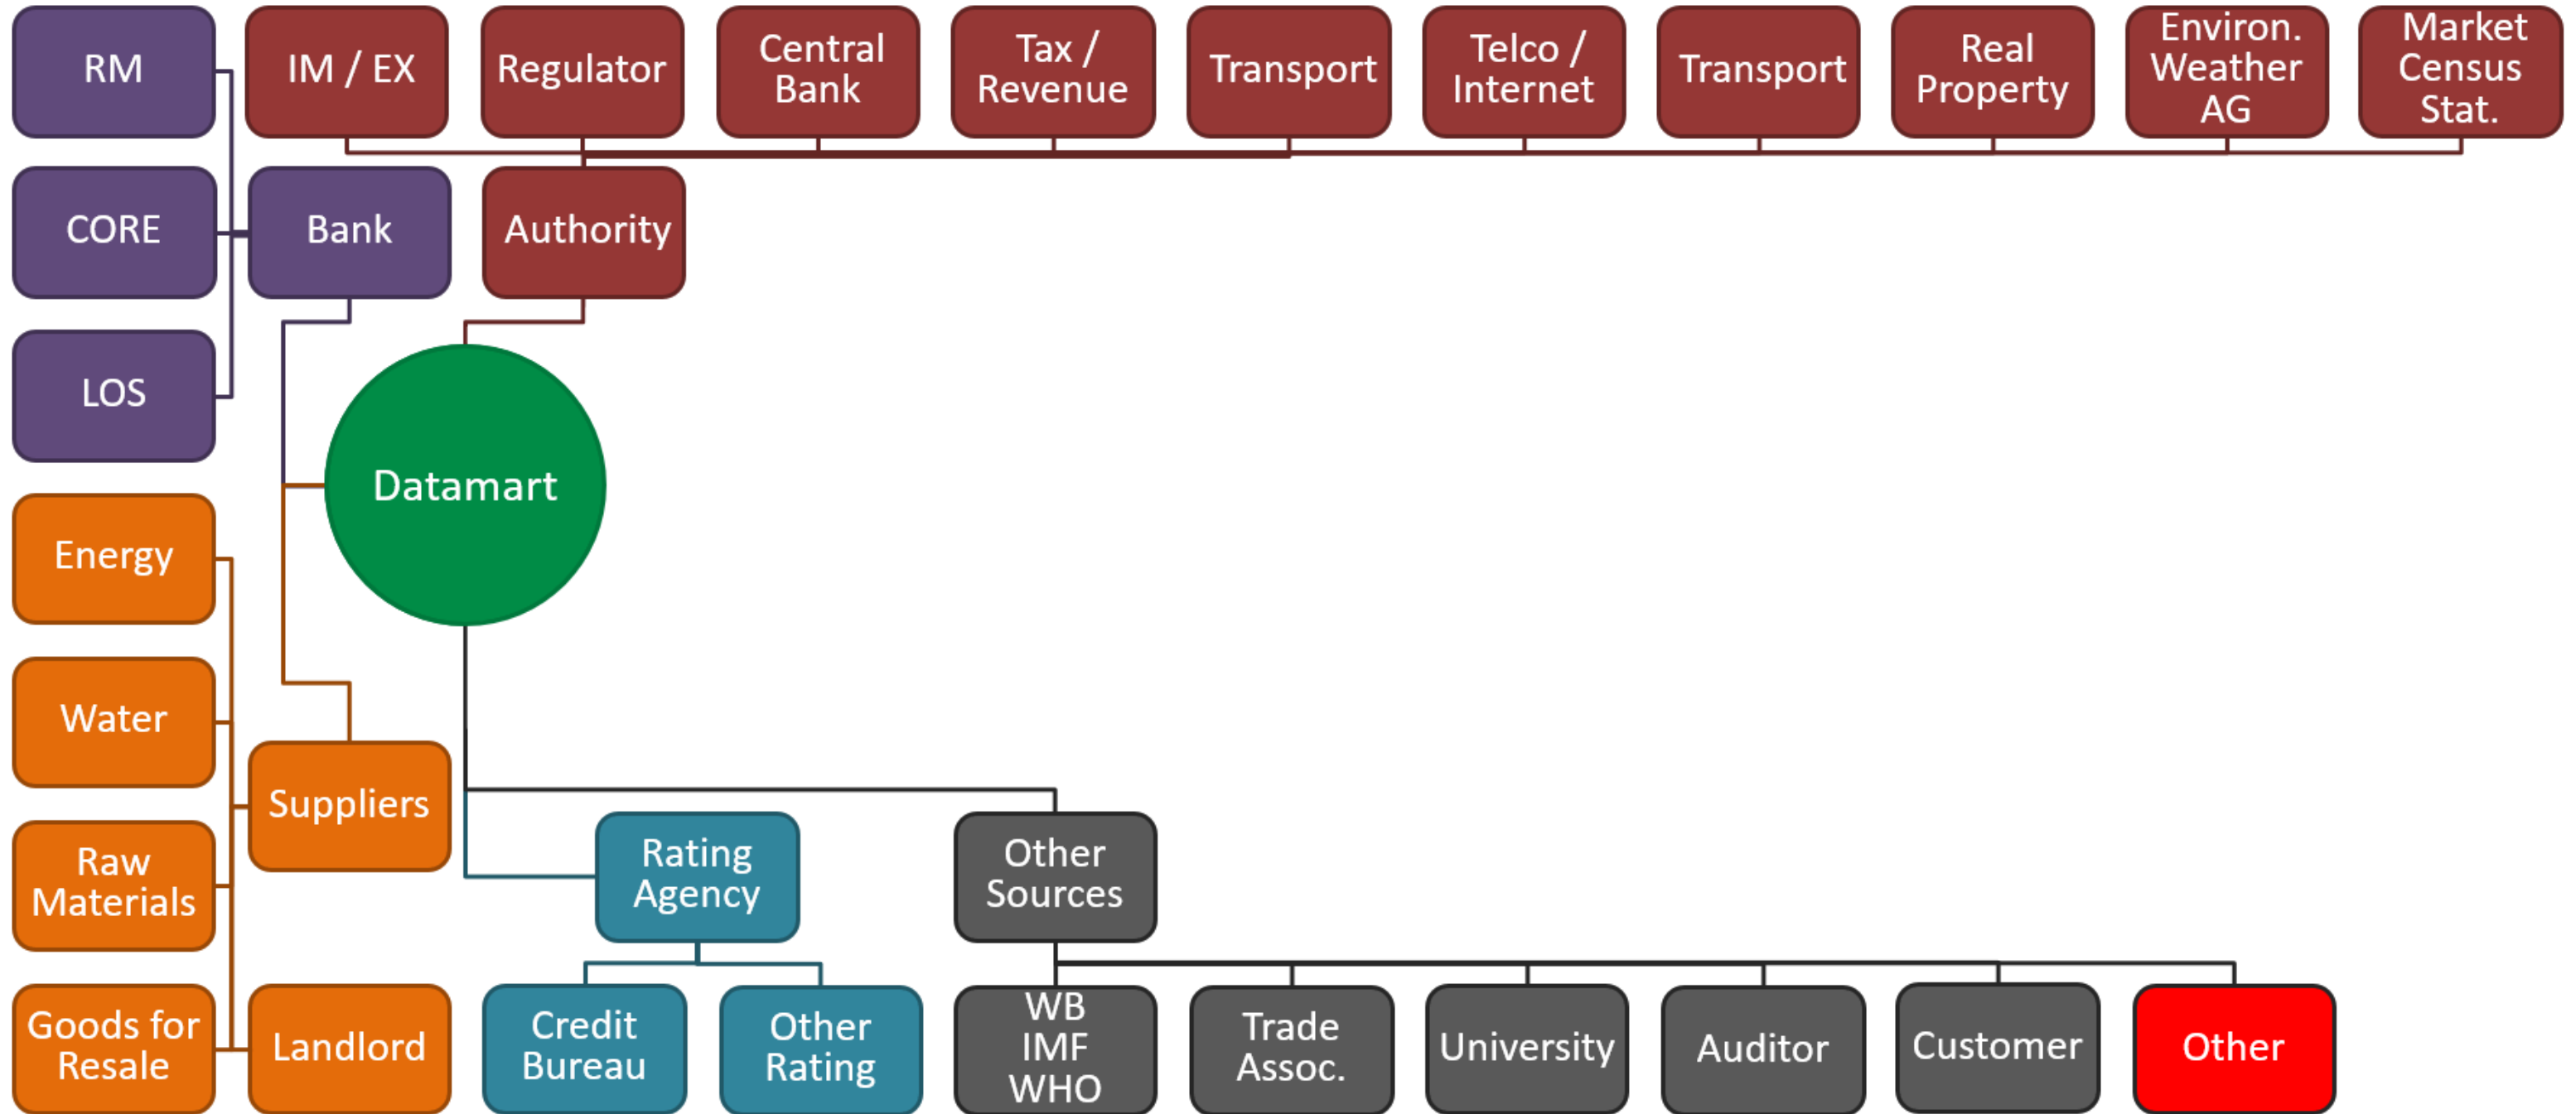 RM
IM / EX
Regulator
Central
Bank
Tax /
Revenue
Transport
Telco /
Internet
Transport
Real
Property
Environ.
Weather
AG
Market
Census
Stat.
CORE
Bank
Authority
LOS
Datamart
Energy
Water
Suppliers
Raw
Materials
Rating
Agency
Other
Sources
Goods for
Resale
Landlord
Credit
Bureau
Other
Rating
WB
IMF
WHO
Trade
Assoc.
University
Auditor
Customer
Other